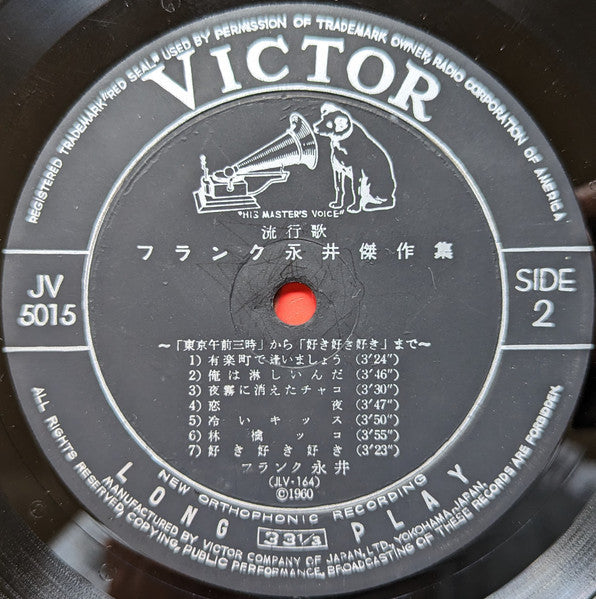 REGISTERED TRADEMARK "RED SEAL" USED BY PERMISSION OF TRADEMARK OWNER, RADIO CORPORATION OF AMERICA
VICTOR
"HIS MASTER'S VOICE"
流行歌
フランク永井傑作集
JV
5015
SIDE
2
〜「東京午前三時」から「好き好き好き」まで〜
1) 有楽町で逢いましょう (3'24")
2) 俺は淋しいんだ (3'46")
3) 夜霧に消えたチャコ (3'30")
4) 恋夜 (3'47")
5) 冷いキッス (3'50")
6) 林檎ッコ (3'55")
7) 好き好き好き (3'23")
フランク永井
(JLV・164)
©1960
NEW ORTHOPHONIC RECORDING
LONG PLAY
33 1/3
MANUFACTURED BY VICTOR COMPANY OF JAPAN, LTD., YOKOHAMA, JAPAN.
ALL RIGHTS RESERVED, COPYING, PUBLIC PERFORMANCE, BROADCASTING OF THESE RECORDS ARE FORBIDDEN